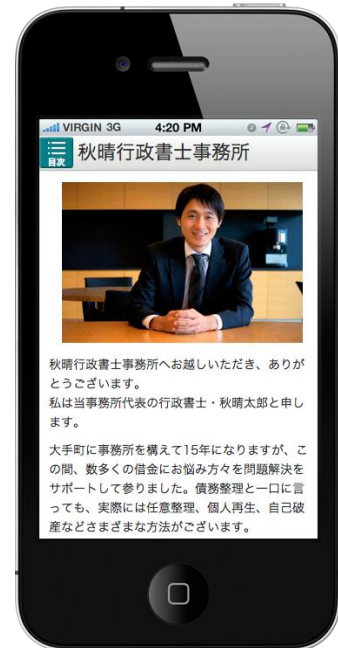 VIRGIN 3G 4:20 PM
目次 秋晴行政書士事務所
秋晴行政書士事務所へお越しいただき、ありが
とうございます。
私は当事務所代表の行政書士・秋晴太郎と申し
ます。
大手町に事務所を構えて15年になりますが、こ
の間、数多くの借金にお悩み方々を問題解決を
サポートして参りました。債務整理と一口に言
っても、実際には任意整理、個人再生、自己破
産などさまざまな方法がございます。